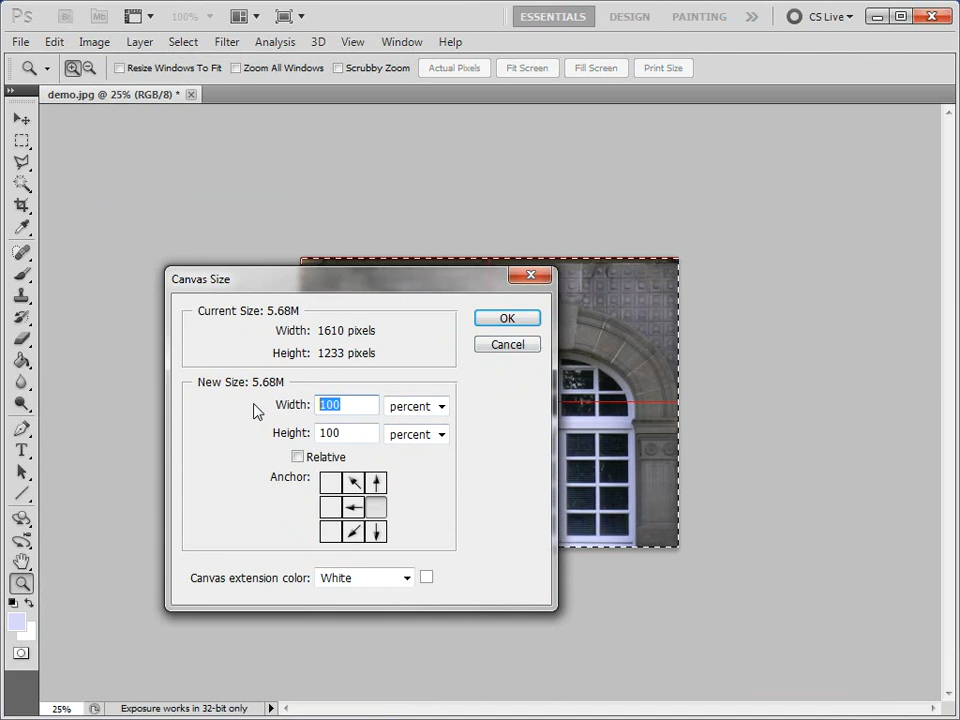 Ps Br Mb 100% ESSENTIALS DESIGN PAINTING CS Live
File Edit Image Layer Select Filter Analysis 3D View Window Help
Resize Windows To Fit Zoom All Windows Scrubby Zoom Actual Pixels Fit Screen Fill Screen Print Size
demo.jpg @ 25% (RGB/8) *
Canvas Size
Current Size: 5.68M
Width: 1610 pixels
Height: 1233 pixels
OK
Cancel
New Size: 5.68M
Width: 100 percent
Height: 100 percent
Relative
Anchor:
Canvas extension color: White
25% Exposure works in 32-bit only